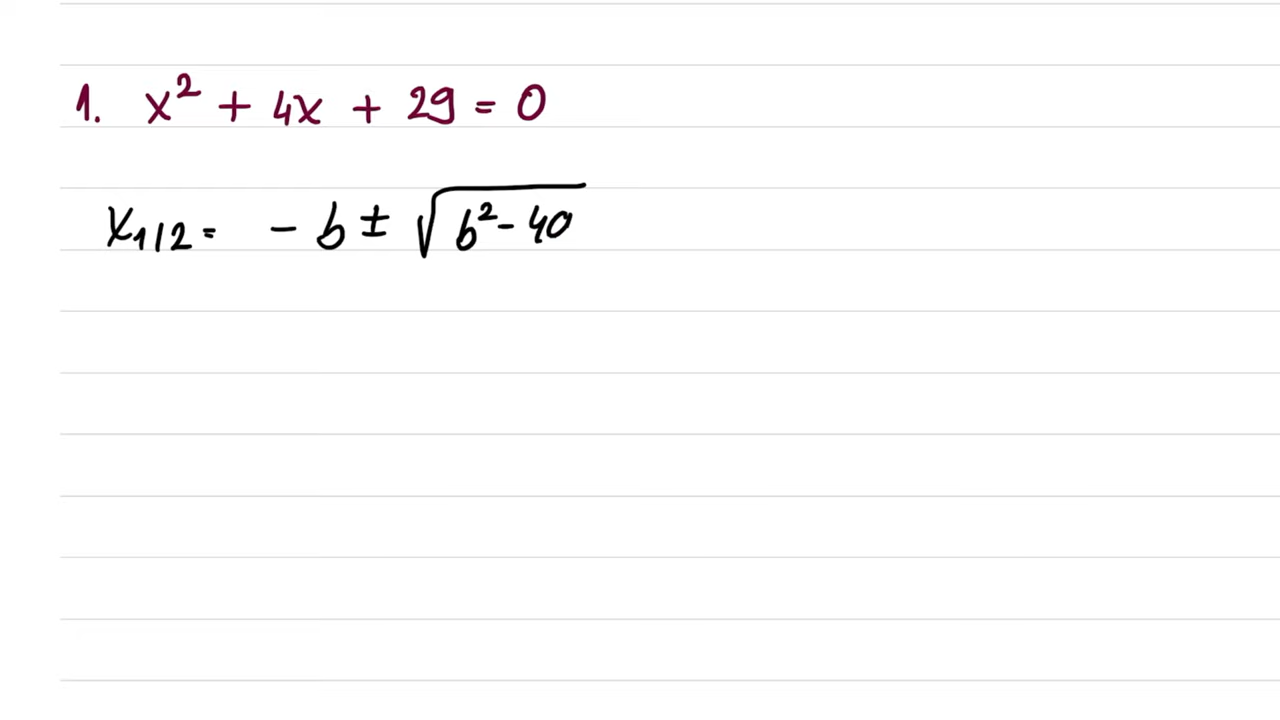 1. x² + 4x + 29 = 0
x₁/₂ = - b ± √(b² - 40)